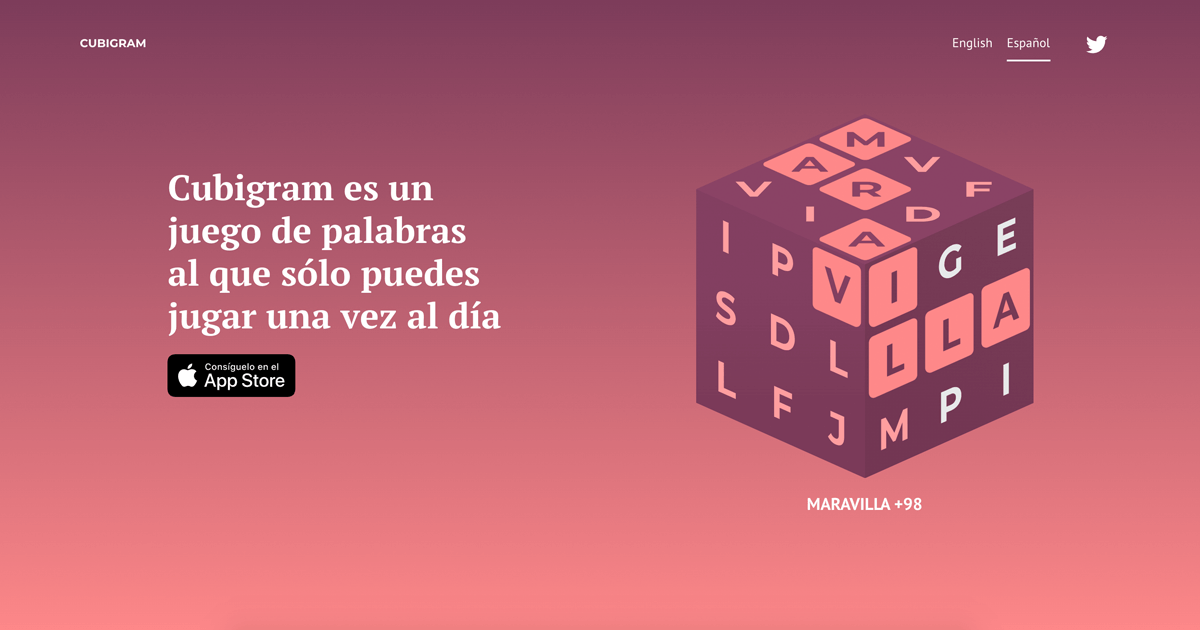 CUBIGRAM
English Español
Cubigram es un
juego de palabras
al que sólo puedes
jugar una vez al día
Consíguelo en el
App Store
M
A V
V R F
I D
A
I P V
S D L
L F J
I G E
L L A
M P I
MARAVILLA +98